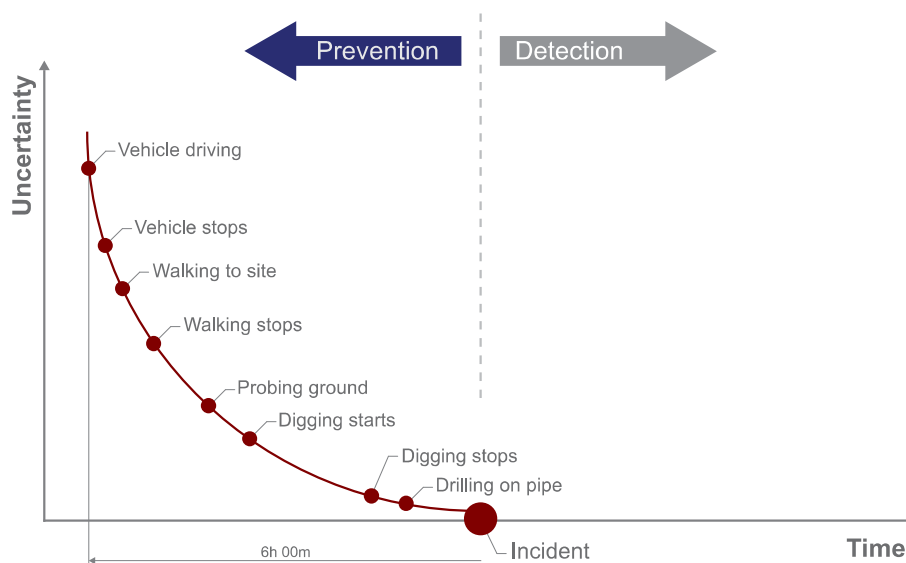 Prevention
Detection
Uncertainty
Vehicle driving
Vehicle stops
Walking to site
Walking stops
Probing ground
Digging starts
Digging stops
Drilling on pipe
Incident
Time
6h 00m